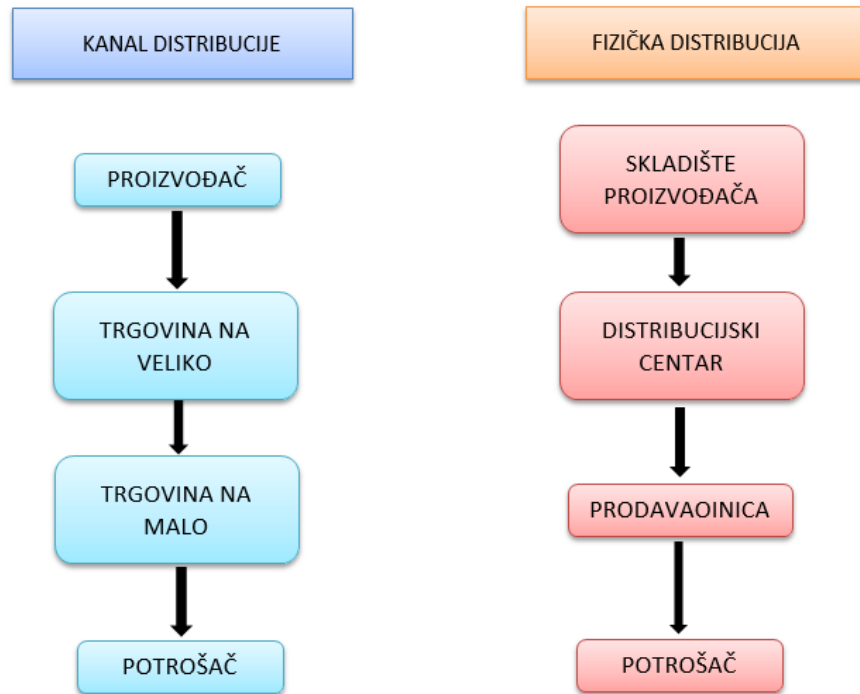 KANAL DISTRIBUCIJE
PROIZVOĐAČ
TRGOVINA NA
VELIKO
TRGOVINA NA
MALO
POTROŠAČ
FIZIČKA DISTRIBUCIJA
SKLADIŠTE
PROIZVOĐAČA
DISTRIBUCIJSKI
CENTAR
PRODAVAOINICA
POTROŠAČ